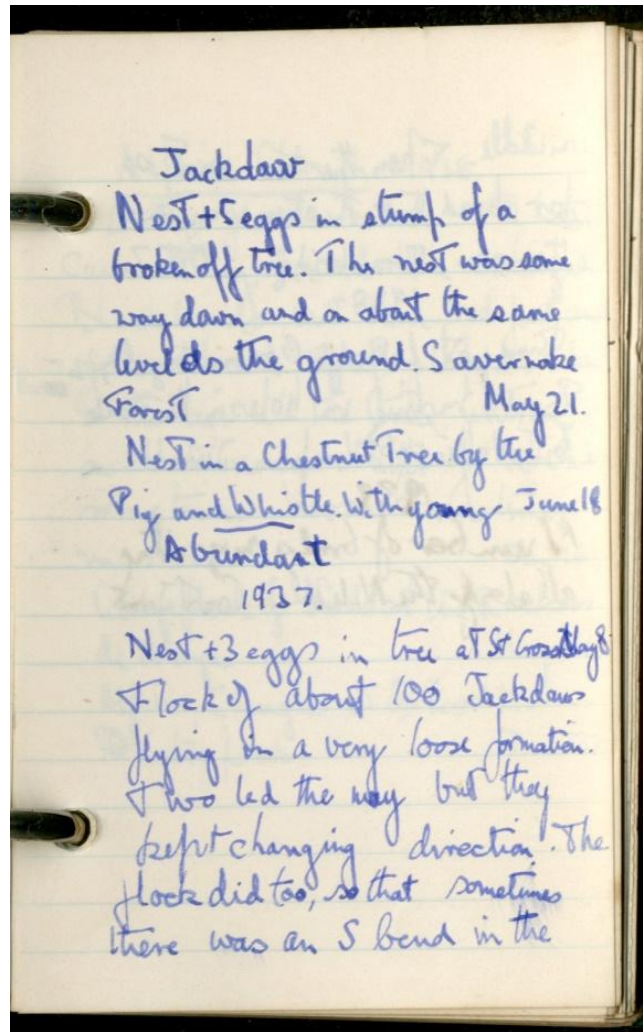 Jackdaw
Nest + 5 eggs in stump of a
broken off tree. The nest was some
way down and on about the same
level as the ground. Savernake
Forest May 21.
Nest in a Chestnut Tree by the
Pig and Whistle. With young June 18
Abundant
1937.
Nest + 3 eggs in tree at St Cross May 8
Flock of about 100 Jackdaws
flying in a very loose formation.
Two led the way but they
kept changing direction. The
flock did too, so that sometimes
there was an S bend in the